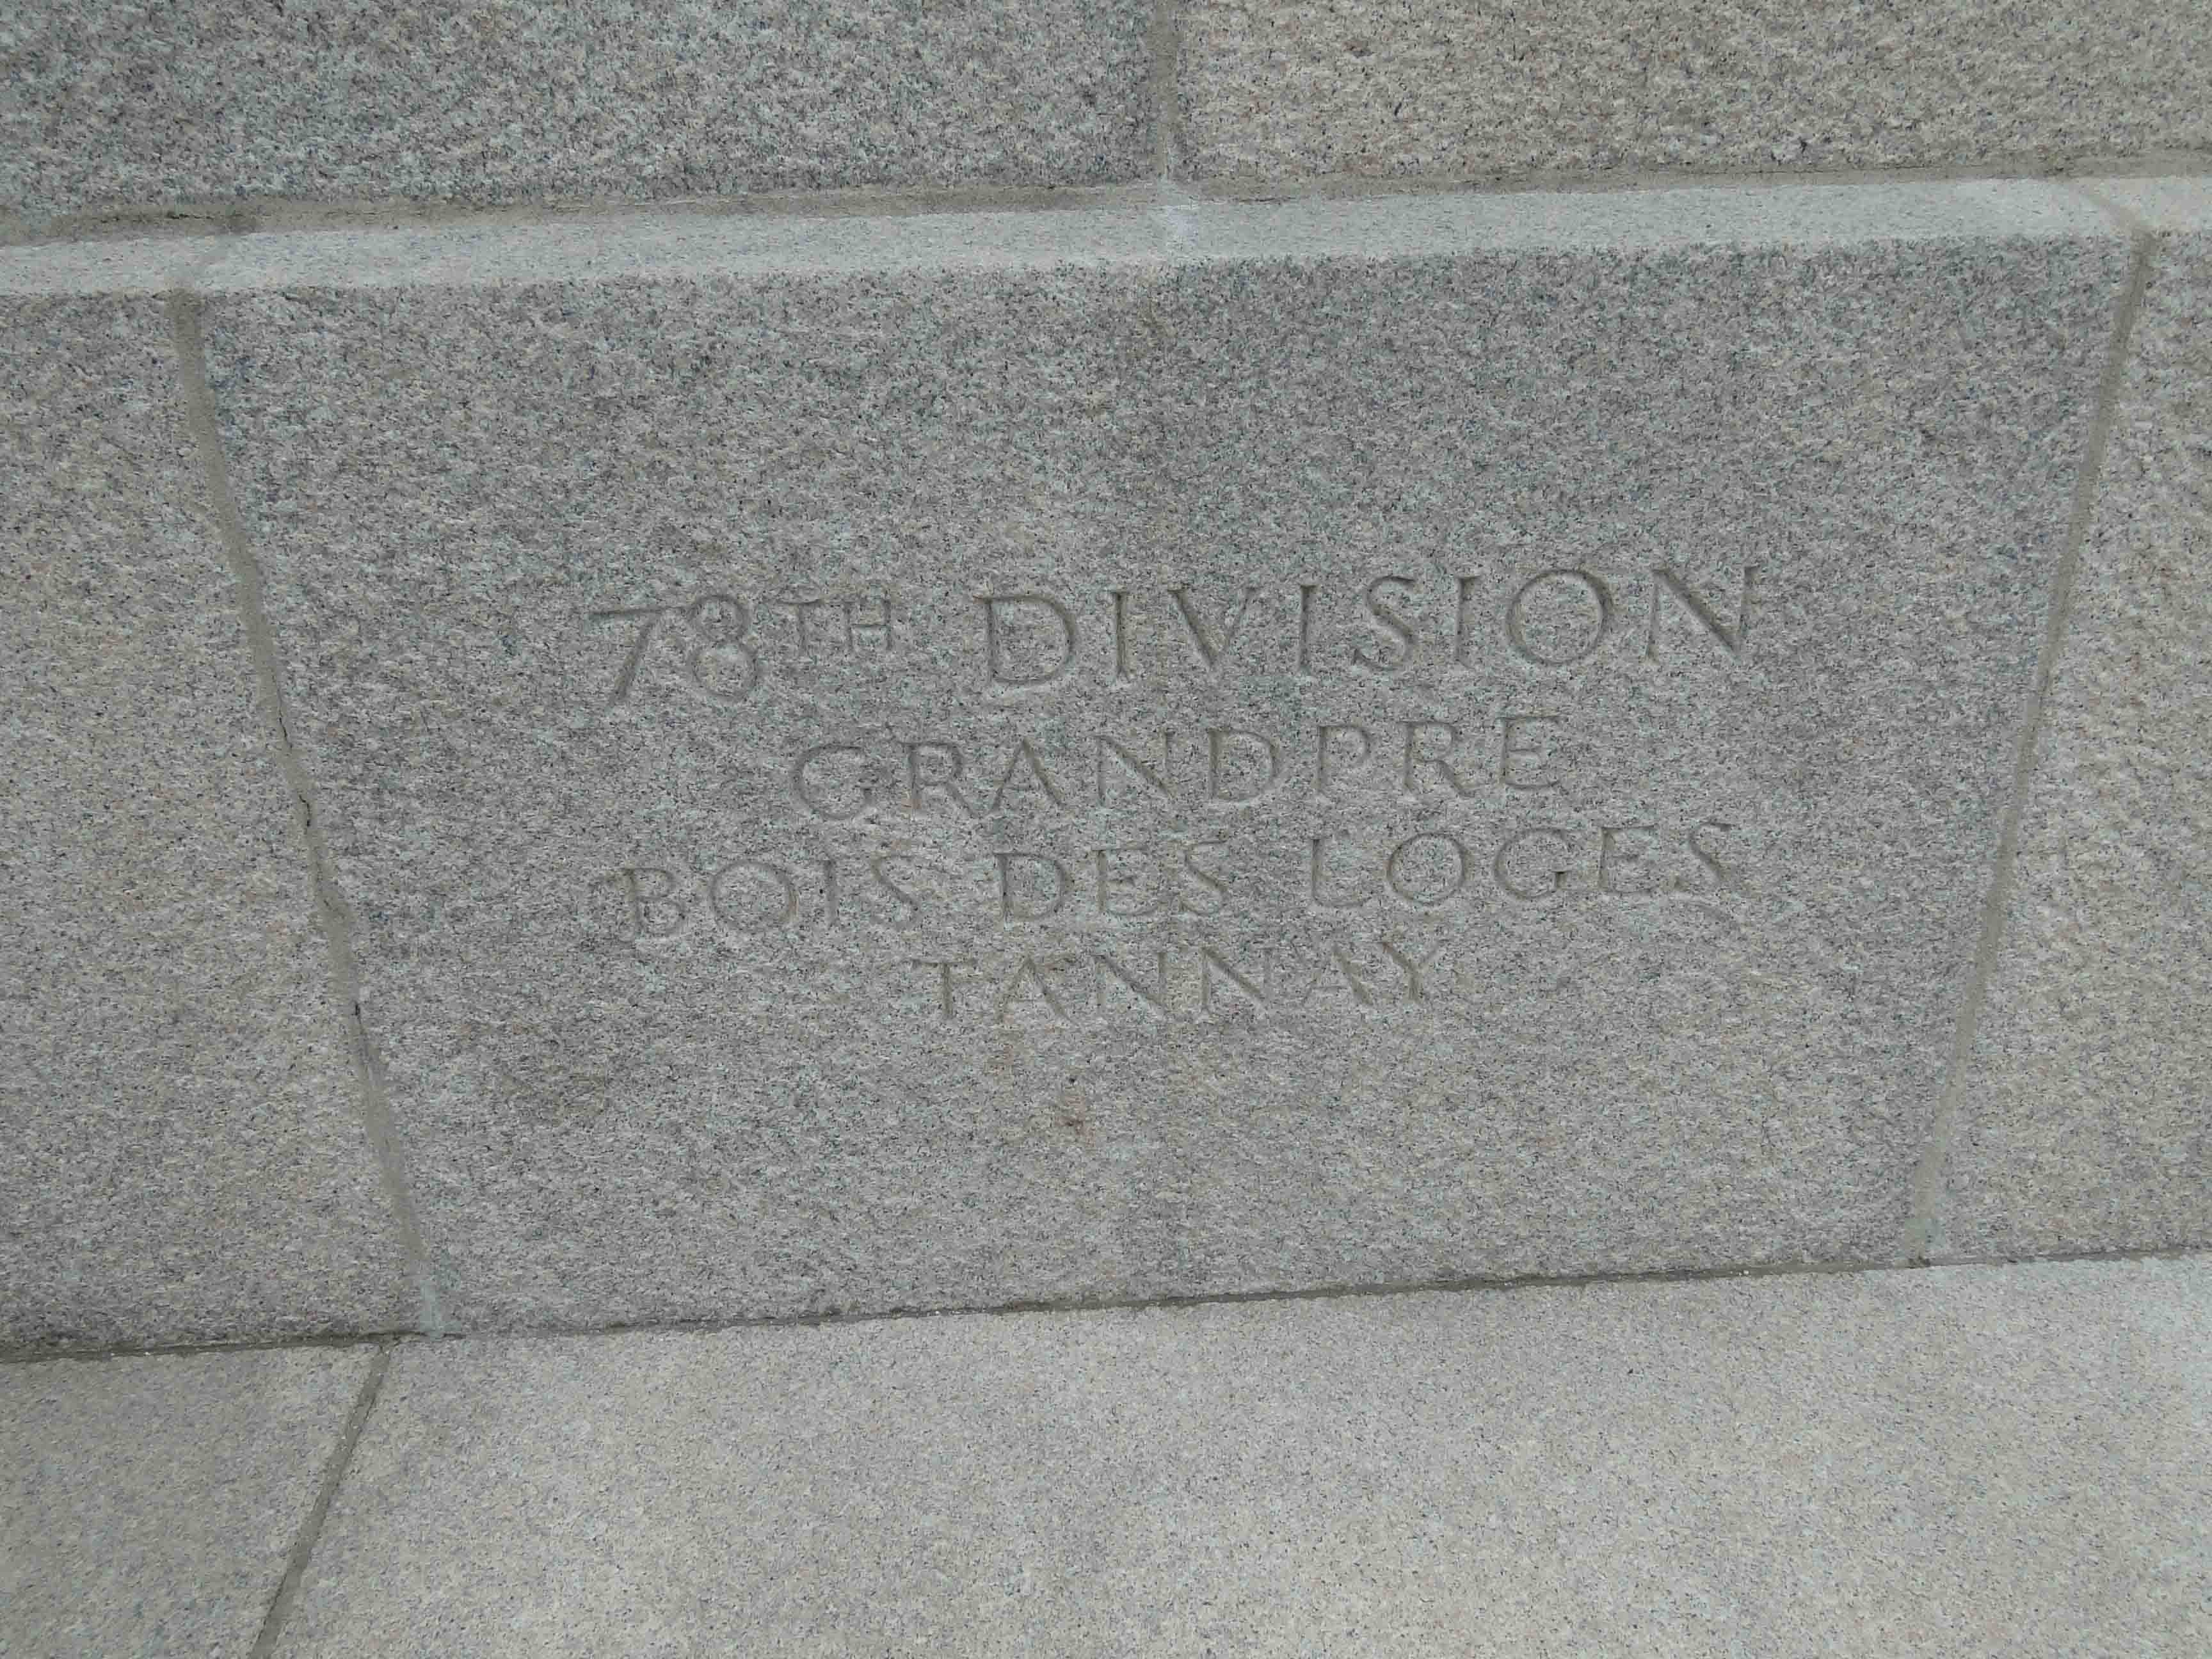 78TH DIVISION
GRANDPRE
BOIS DES LOGES
TANNAY